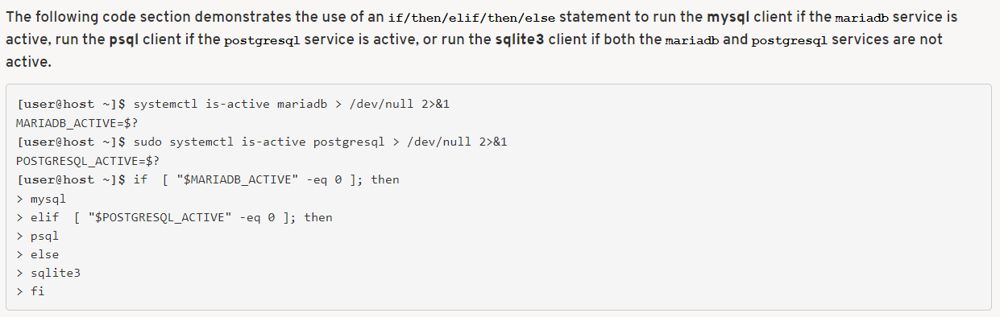 The following code section demonstrates the use of an if/then/elif/then/else statement to run the mysql client if the mariadb service is
active, run the psql client if the postgresql service is active, or run the sqlite3 client if both the mariadb and postgresql services are not
active.
[user@host ~]$ systemctl is-active mariadb > /dev/null 2>&1
MARIADB_ACTIVE=$?
[user@host ~]$ sudo systemctl is-active postgresql > /dev/null 2>&1
POSTGRESQL_ACTIVE=$?
[user@host ~]$ if  [ "$MARIADB_ACTIVE" -eq 0 ]; then
> mysql
> elif  [ "$POSTGRESQL_ACTIVE" -eq 0 ]; then
> psql
> else
> sqlite3
> fi